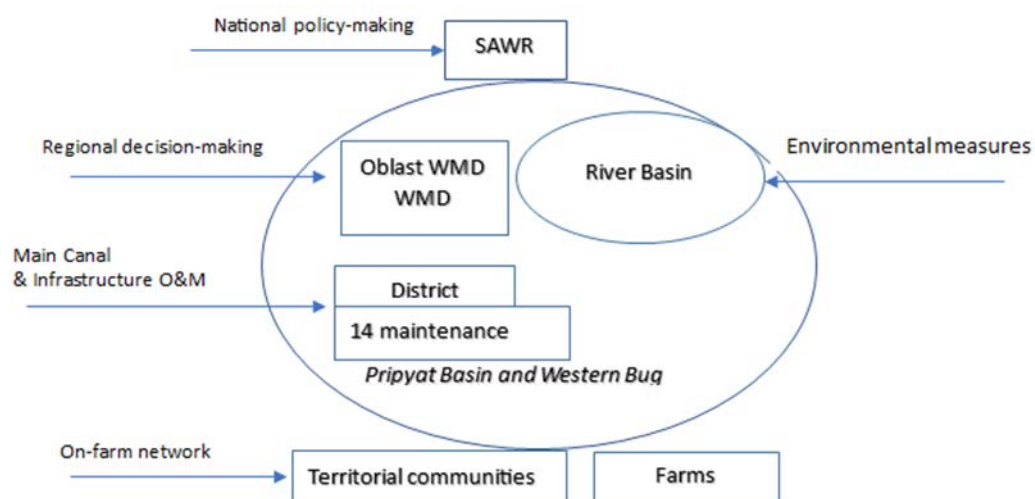 National policy-making
SAWR
Regional decision-making
Oblast WMD
WMD
River Basin
Environmental measures
Main Canal
& Infrastructure O&M
District
14 maintenance
Pripyat Basin and Western Bug
On-farm network
Territorial communities
Farms